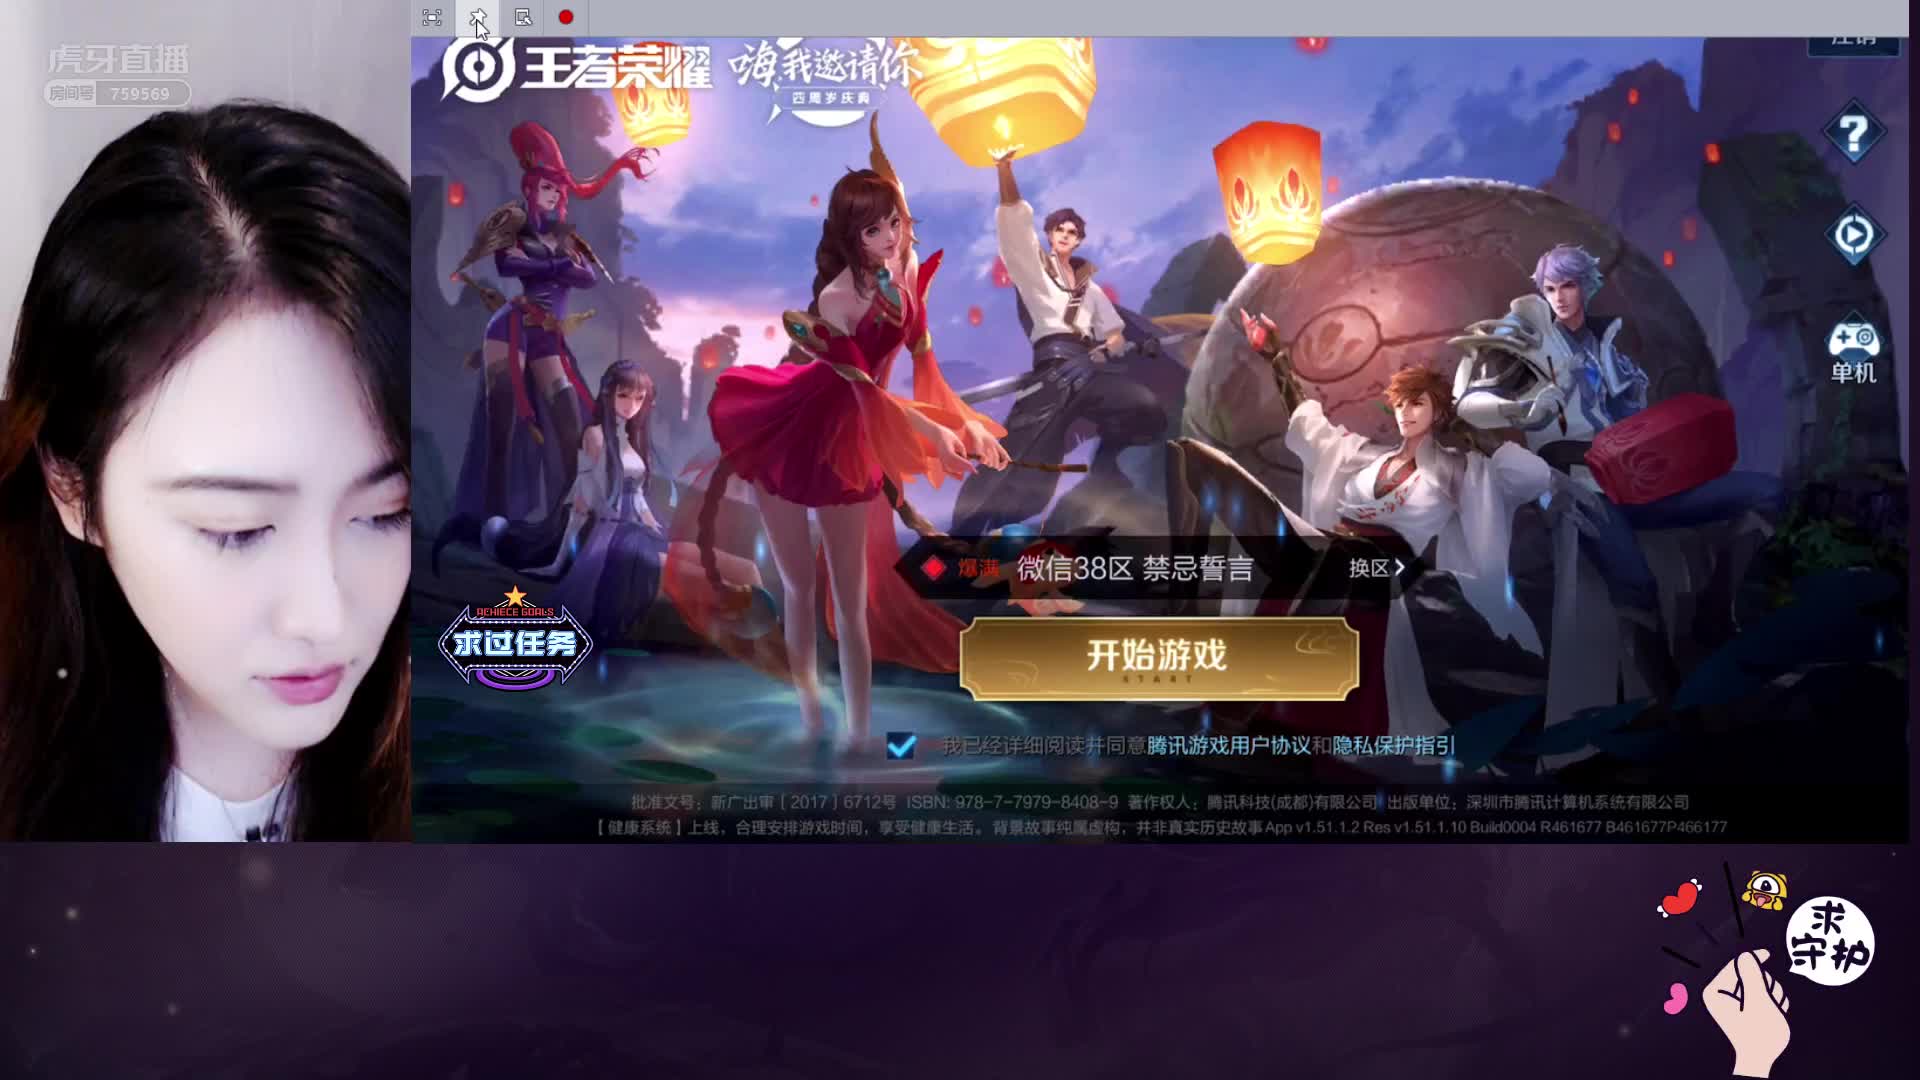 虎牙直播
房间号 759569
王者荣耀
嗨我邀请你
四周岁庆典
注销
单机
爆满 微信38区 禁忌誓言 换区
ACHIECE GOALS
求过任务
开始游戏
START
我已经详细阅读并同意腾讯游戏用户协议和隐私保护指引
批准文号：新广出审〔2017〕6712号 ISBN: 978-7-7979-8408-9 著作权人：腾讯科技(成都)有限公司 出版单位：深圳市腾讯计算机系统有限公司
【健康系统】上线，合理安排游戏时间，享受健康生活。背景故事纯属虚构，并非真实历史故事App v1.51.1.2 Res v1.51.1.10 Build0004 R461677 B461677P466177
求
守护